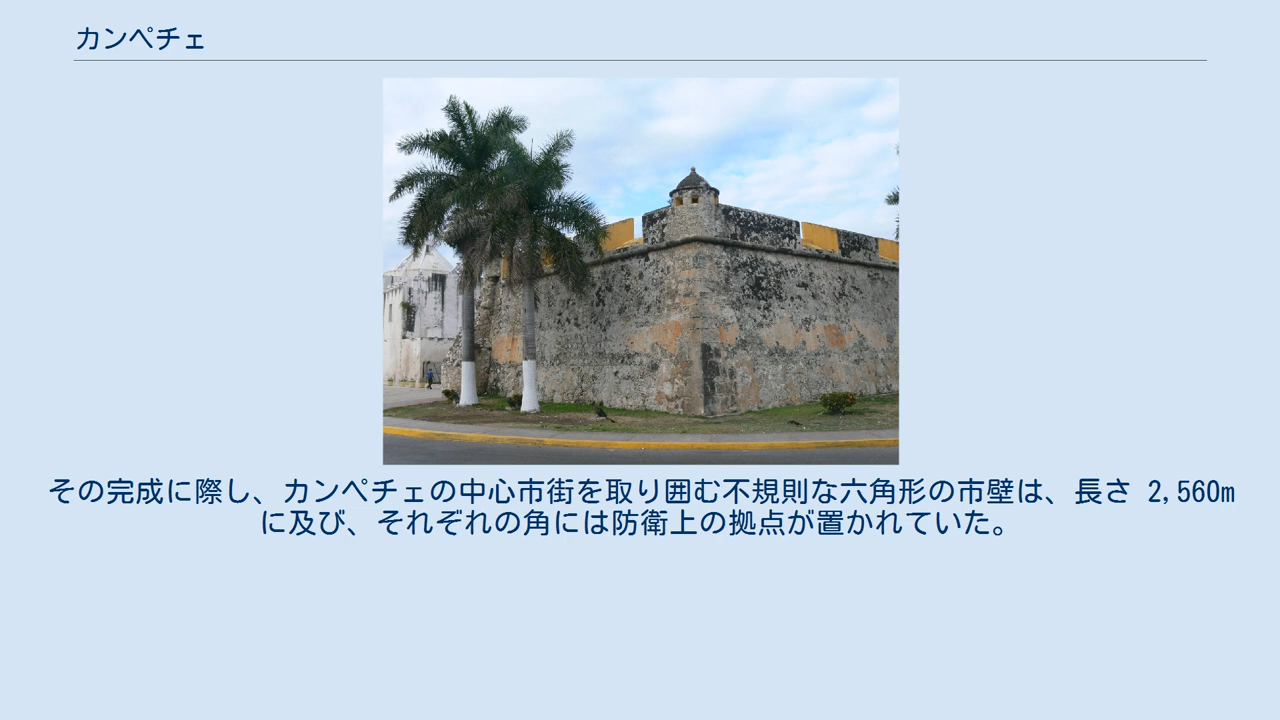 カンペチェ
その完成に際し、カンペチェの中心市街を取り囲む不規則な六角形の市壁は、長さ 2,560m
に及び、それぞれの角には防衛上の拠点が置かれていた。